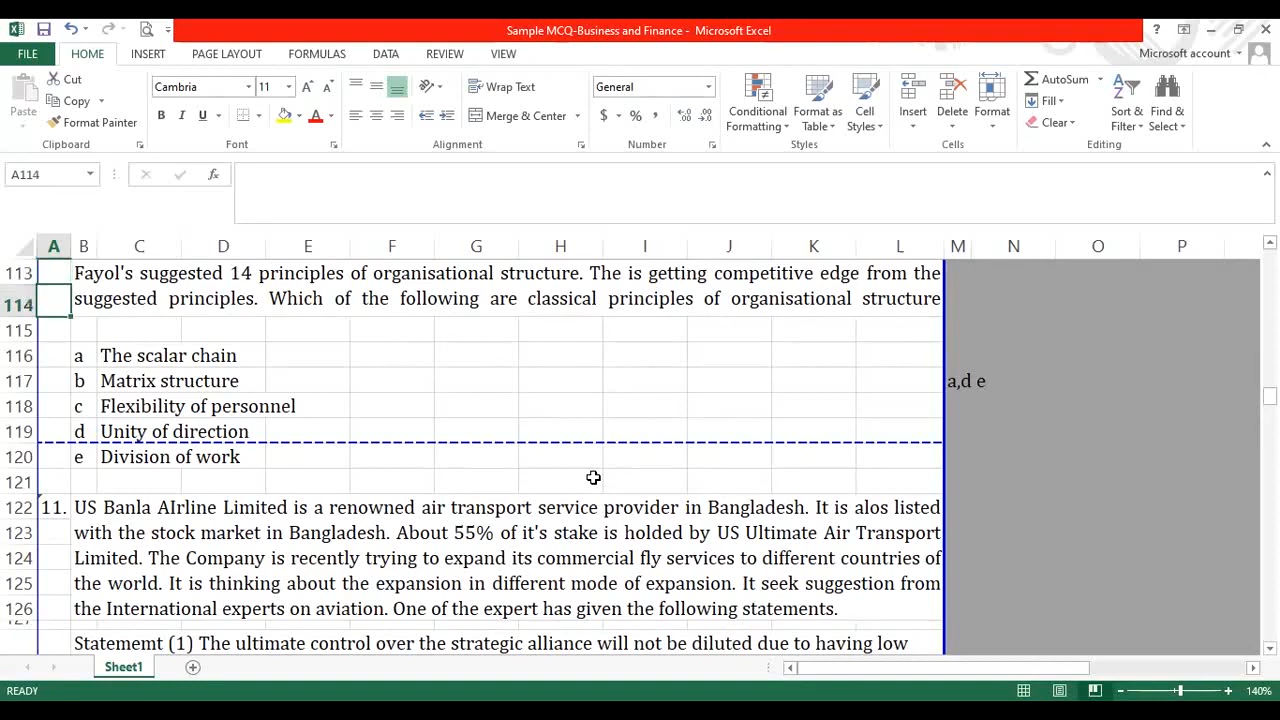 Sample MCQ-Business and Finance - Microsoft Excel
FILE HOME INSERT PAGE LAYOUT FORMULAS DATA REVIEW VIEW Microsoft account
Paste Cut Copy Format Painter
Cambria 11 B I U A
Wrap Text Merge & Center
General $ %
Conditional Formatting Format as Table Cell Styles
Insert Delete Format
AutoSum Fill Clear Sort & Filter Find & Select
Clipboard Font Alignment Number Styles Cells Editing
A114 fx
A B C D E F G H I J K L M N O P
113 Fayol's suggested 14 principles of organisational structure. The is getting competitive edge from the
114 suggested principles. Which of the following are classical principles of organisational structure
115
116 a The scalar chain
117 b Matrix structure a,d e
118 c Flexibility of personnel
119 d Unity of direction
120 e Division of work
121
122 11. US Banla AIrline Limited is a renowned air transport service provider in Bangladesh. It is alos listed
123 with the stock market in Bangladesh. About 55% of it's stake is holded by US Ultimate Air Transport
124 Limited. The Company is recently trying to expand its commercial fly services to different countries of
125 the world. It is thinking about the expansion in different mode of expansion. It seek suggestion from
126 the International experts on aviation. One of the expert has given the following statements.
Statememt (1) The ultimate control over the strategic alliance will not be diluted due to having low
Sheet1
READY 140%